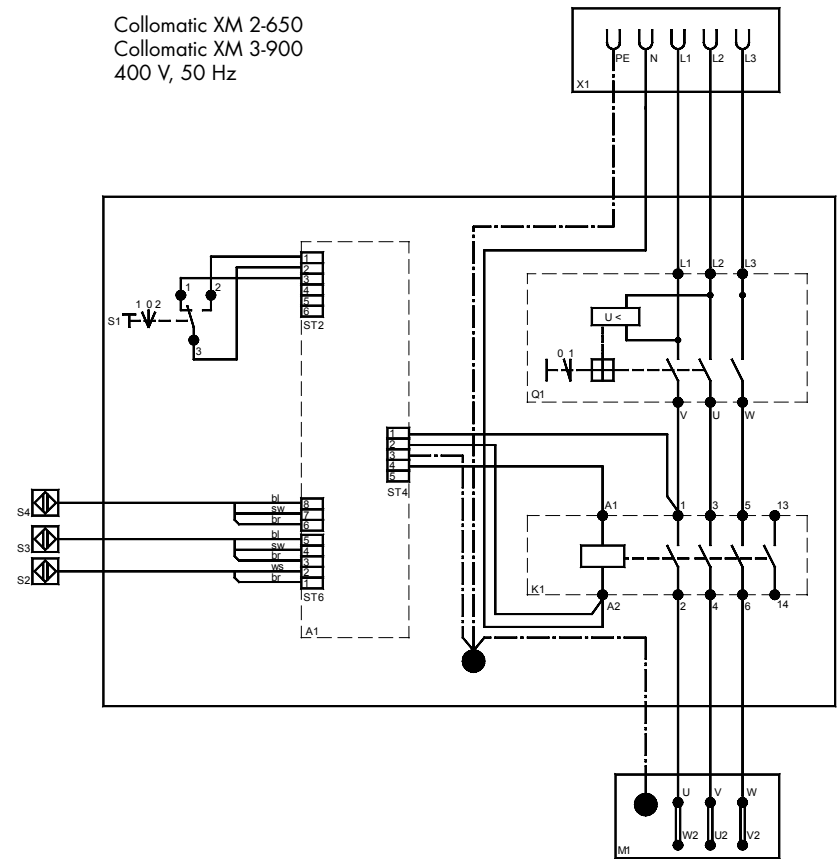 Collomatic XM 2-650
Collomatic XM 3-900
400 V, 50 Hz
PE N L1 L2 L3
X1
L1 L2 L3
U <
0 1
Q1
V U W
1 2
1 0 2
S1
3
1
2
3
4
5
6
ST2
1
2
3
4
5
ST4
A1 1 3 5 13
K1
A2 2 4 6 14
S4
S3
S2
bl
sw
br
bl
sw
br
ws
br
8
7
6
5
4
3
2
1
ST6
A1
U V W
W2 U2 V2
M1